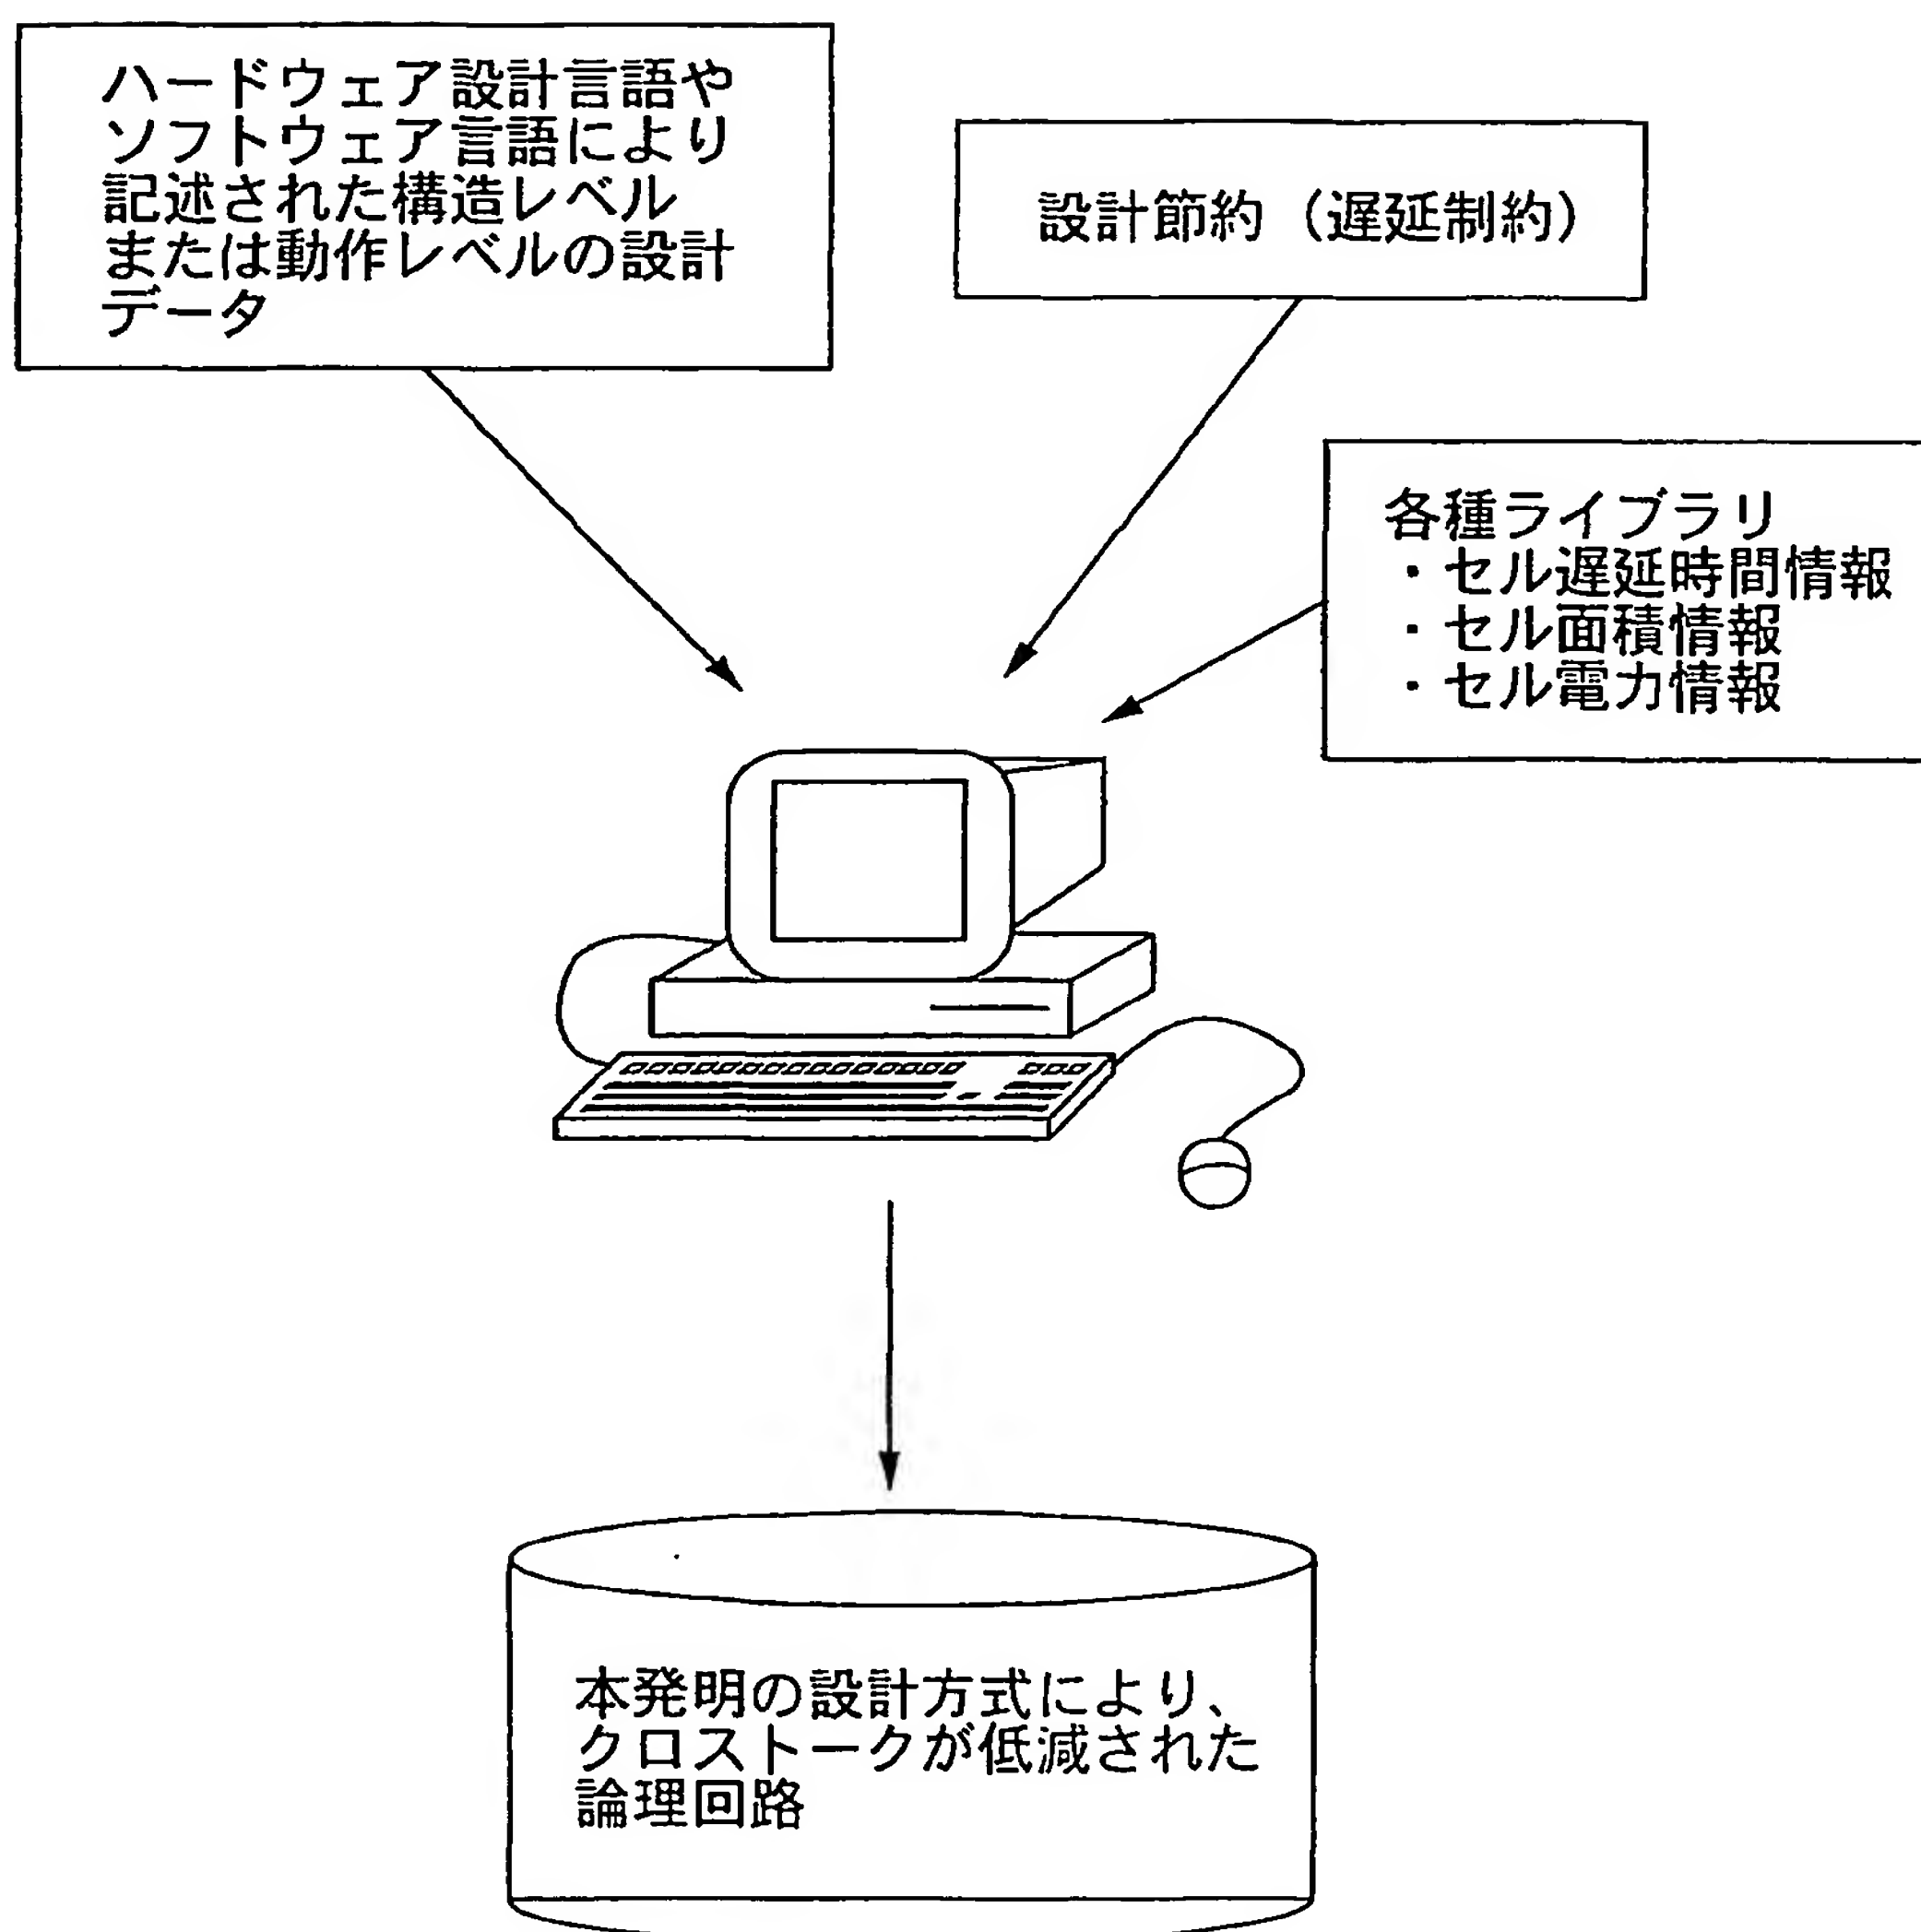 ハードウェア設計言語や
ソフトウェア言語により
記述された構造レベル
または動作レベルの設計
データ
設計節約（遅延制約）
各種ライブラリ
・セル遅延時間情報
・セル面積情報
・セル電力情報
本発明の設計方式により、
クロストークが低減された
論理回路